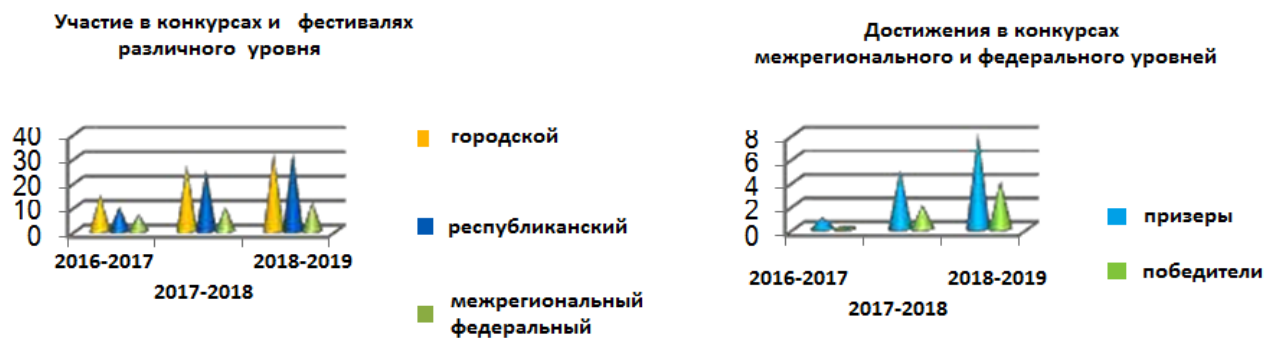 Участие в конкурсах и фестивалях
различного уровня
40
30
20
10
0
2016-2017
2017-2018
2018-2019
городской
республиканский
межрегиональный
федеральный
Достижения в конкурсах
межрегионального и федерального уровней
8
6
4
2
0
2016-2017
2017-2018
2018-2019
призеры
победители